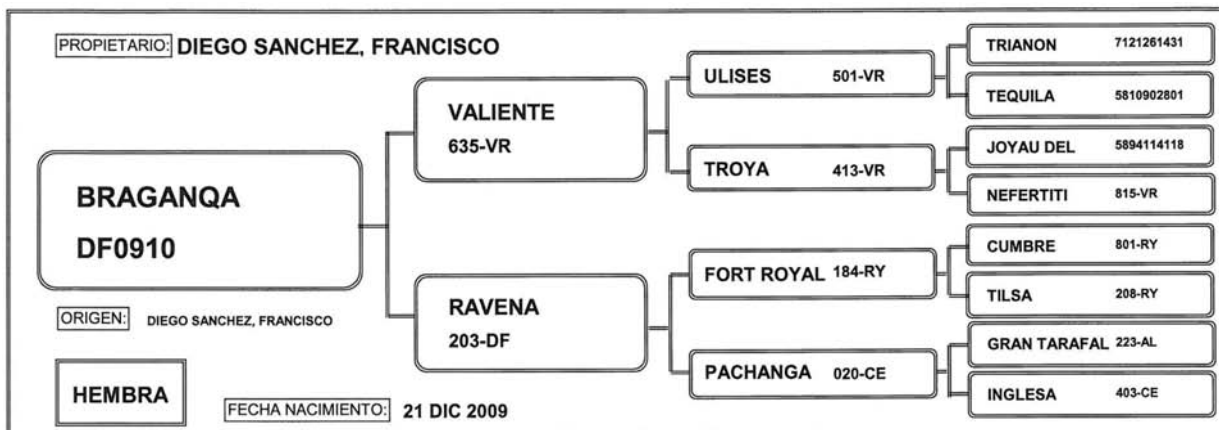 PROPIETARIO: DIEGO SANCHEZ, FRANCISCO
BRAGANQA
DF0910
ORIGEN: DIEGO SANCHEZ, FRANCISCO
HEMBRA
FECHA NACIMIENTO: 21 DIC 2009
VALIENTE
635-VR
RAVENA
203-DF
ULISES 501-VR
TROYA 413-VR
FORT ROYAL 184-RY
PACHANGA 020-CE
TRIANON 7121261431
TEQUILA 5810902801
JOYAU DEL 5894114118
NEFERTITI 815-VR
CUMBRE 801-RY
TILSA 208-RY
GRAN TARAFAL 223-AL
INGLESA 403-CE